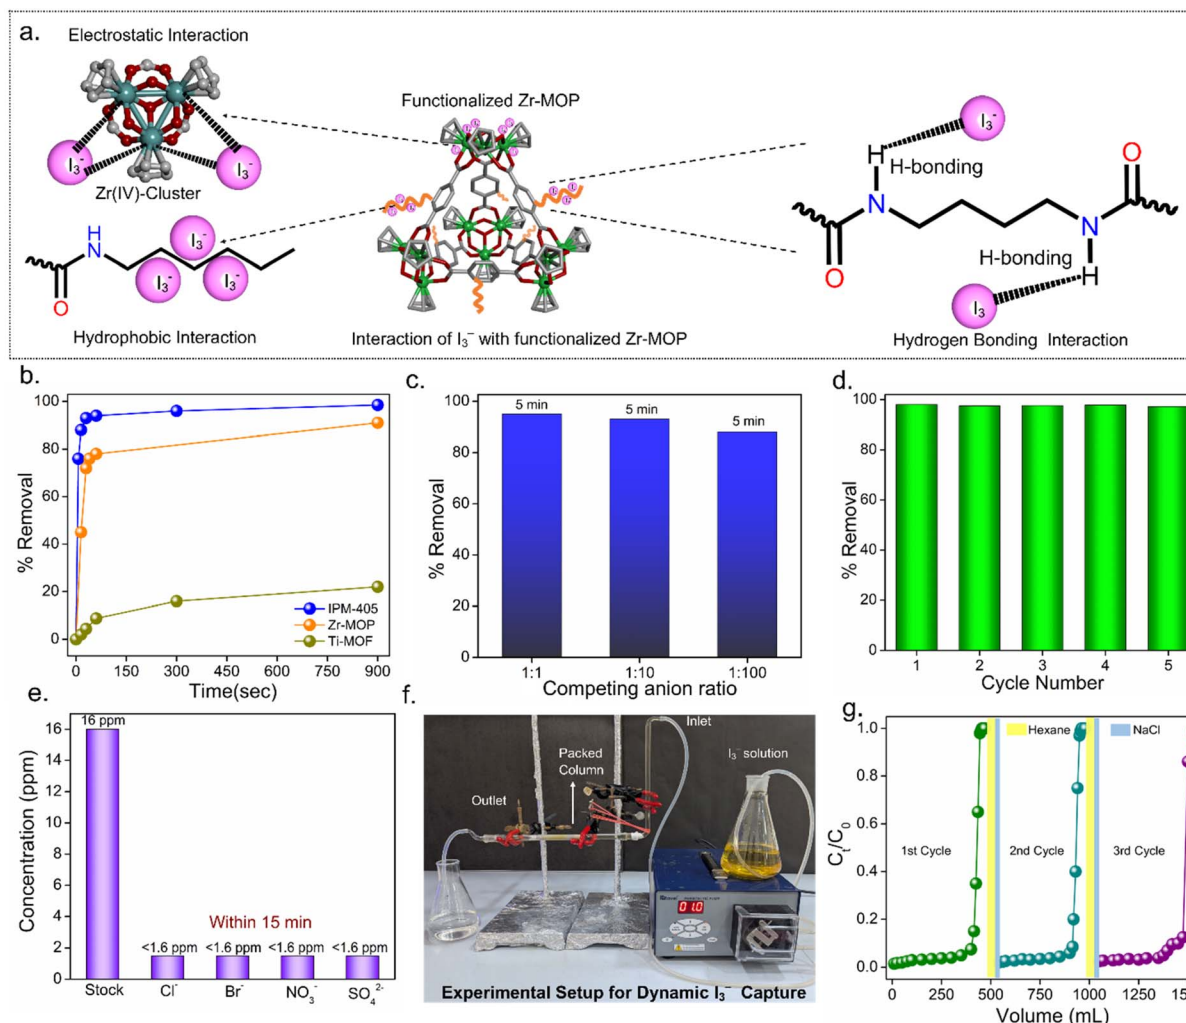 a.
Electrostatic Interaction
I₃⁻
I₃⁻
Zr(IV)-Cluster
H
N
O
I₃⁻
I₃⁻
I₃⁻
Hydrophobic Interaction
Functionalized Zr-MOP
Interaction of I₃⁻ with functionalized Zr-MOP
I₃⁻
H
H-bonding
O
N
O
N
H-bonding
H
I₃
Hydrogen Bonding Interaction
b.
% Removal
100
80
60
40
20
0
IPM-405
Zr-MOP
Ti-MOF
0 150 300 450 600 750 900
Time(sec)
c.
% Removal
100
80
60
40
20
0
5 min
5 min
5 min
1:1 1:10 1:100
Competing anion ratio
d.
% Removal
100
80
60
40
20
0
1 2 3 4 5
Cycle Number
e.
Concentration (ppm)
16
14
12
10
8
6
4
2
0
16 ppm
Within 15 min
<1.6 ppm <1.6 ppm <1.6 ppm <1.6 ppm
Stock Cl⁻ Br⁻ NO₃⁻ SO₄²⁻
f.
Inlet
Packed
Column
I₃⁻ solution
Outlet
01.0
Experimental Setup for Dynamic I₃⁻ Capture
g.
Cₜ/C₀
1.0
0.8
0.6
0.4
0.2
0.0
Hexane
NaCl
1st Cycle
2nd Cycle
3rd Cycle
0 250 500 750 1000 1250
Volume (mL)